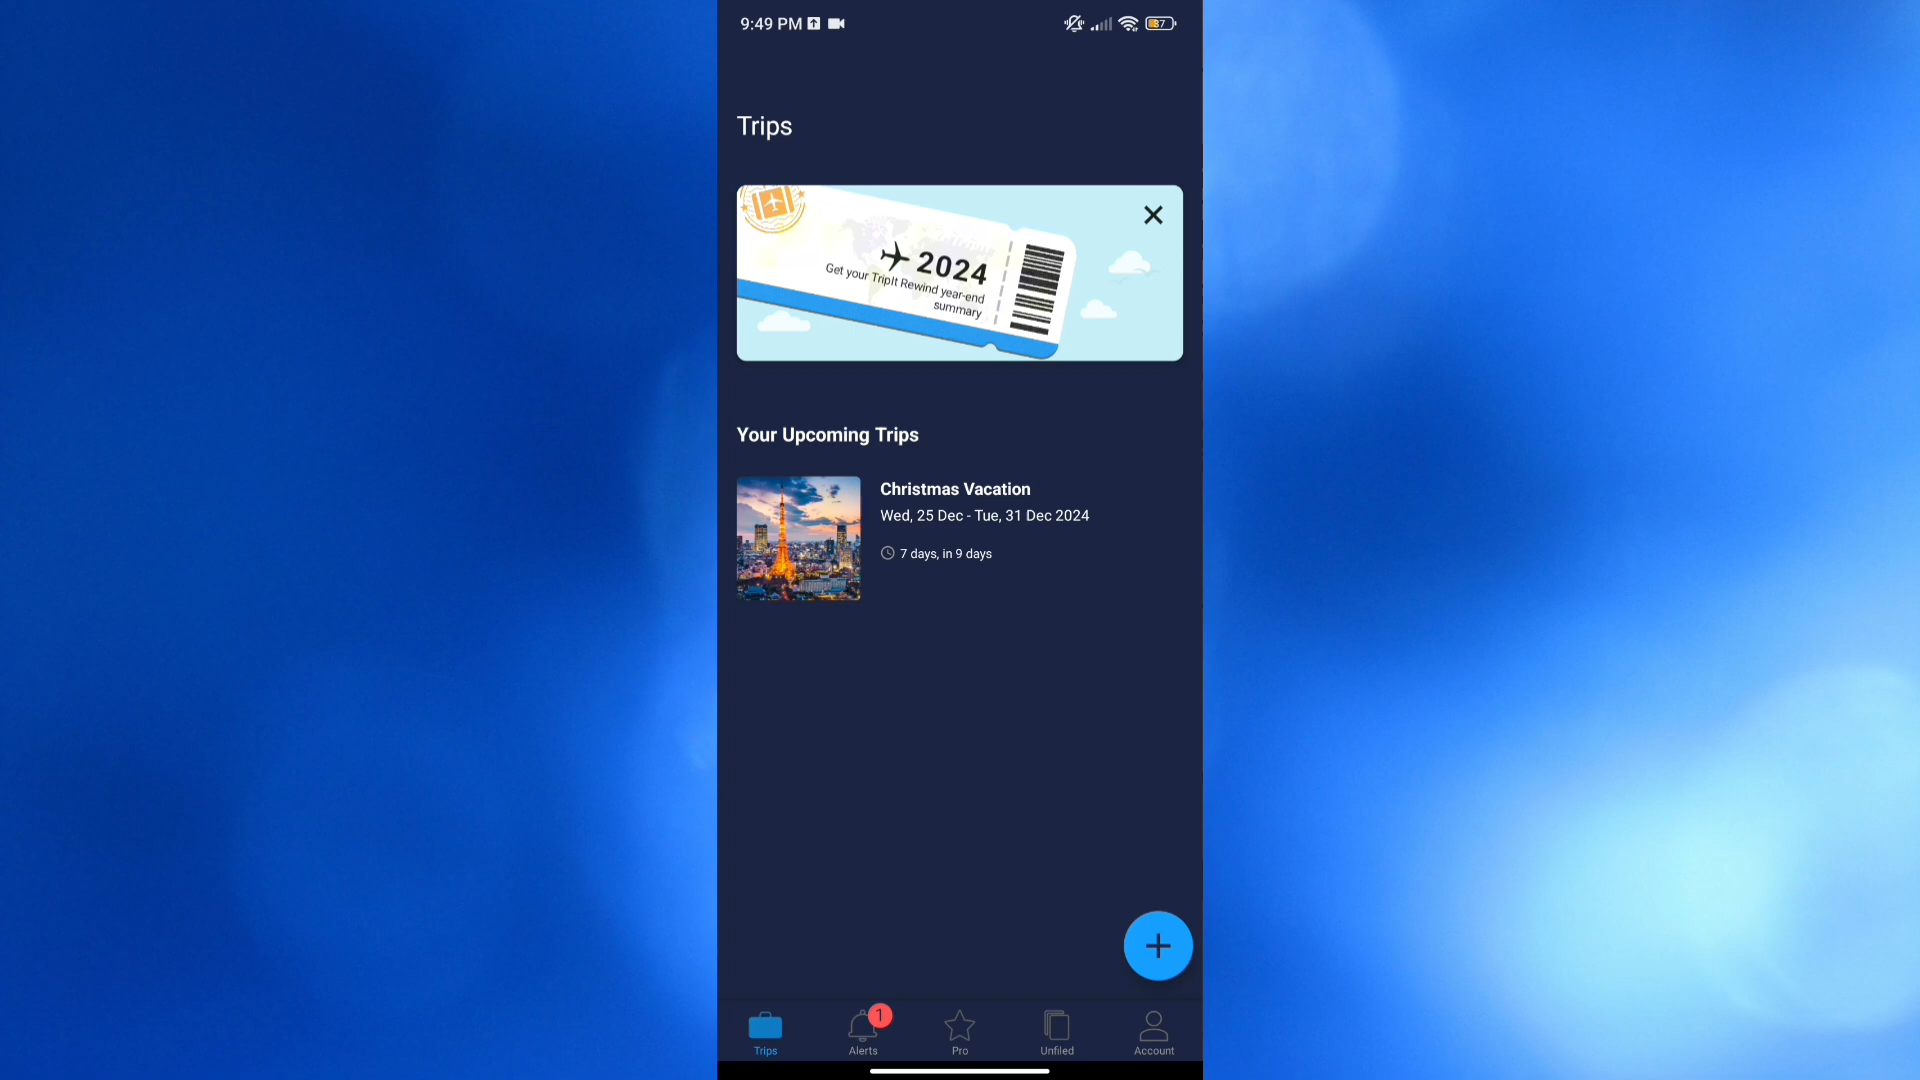 9:49 PM
37
Trips
2024
Get your TripIt Rewind year-end
summary
Your Upcoming Trips
Christmas Vacation
Wed, 25 Dec - Tue, 31 Dec 2024
7 days, in 9 days
1
Trips
Alerts
Pro
Unfiled
Account